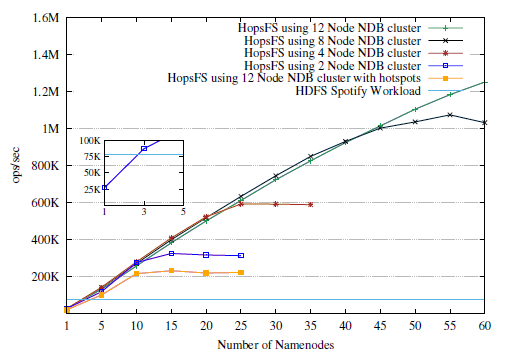 1.6M
1.4M
1.2M
1M
800K
600K
400K
200K
ops/sec
HopsFS using 12 Node NDB cluster
HopsFS using 8 Node NDB cluster
HopsFS using 4 Node NDB cluster
HopsFS using 2 Node NDB cluster
HopsFS using 12 Node NDB cluster with hotspots
HDFS Spotify Workload
100K
75K
50K
25K
1 3 5
1 5 10 15 20 25 30 35 40 45 50 55 60
Number of Namenodes